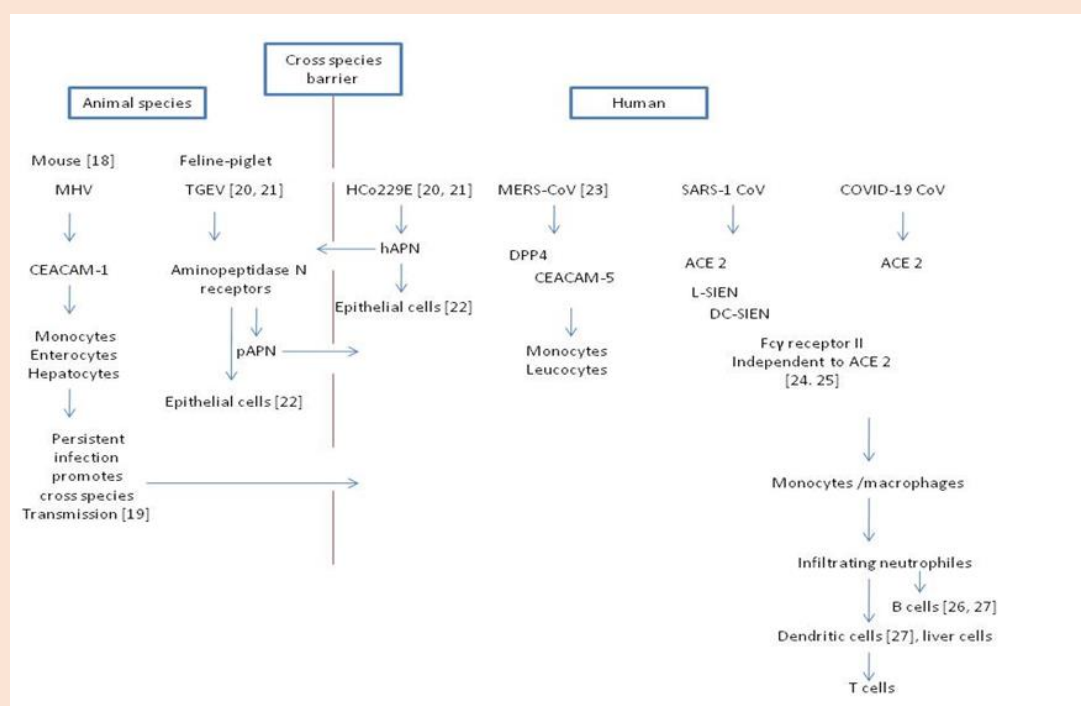 Cross species
barrier
Animal species
Human
Mouse [18]
MHV
CEACAM-1
Monocytes
Enterocytes
Hepatocytes
Persistent
infection
promotes
cross species
Transmission [19]
Feline-piglet
TGEV [20, 21]
Aminopeptidase N
receptors
pAPN
Epithelial cells [22]
HCo229E [20, 21]
hAPN
Epithelial cells [22]
MERS-CoV [23]
DPP4
CEACAM-5
Monocytes
Leucocytes
SARS-1 CoV
ACE 2
L-SIEN
DC-SIEN
COVID-19 CoV
ACE 2
Fcγ receptor II
Independent to ACE 2
[24. 25]
Monocytes /macrophages
Infiltrating neutrophiles
B cells [26, 27]
Dendritic cells [27], liver cells
T cells